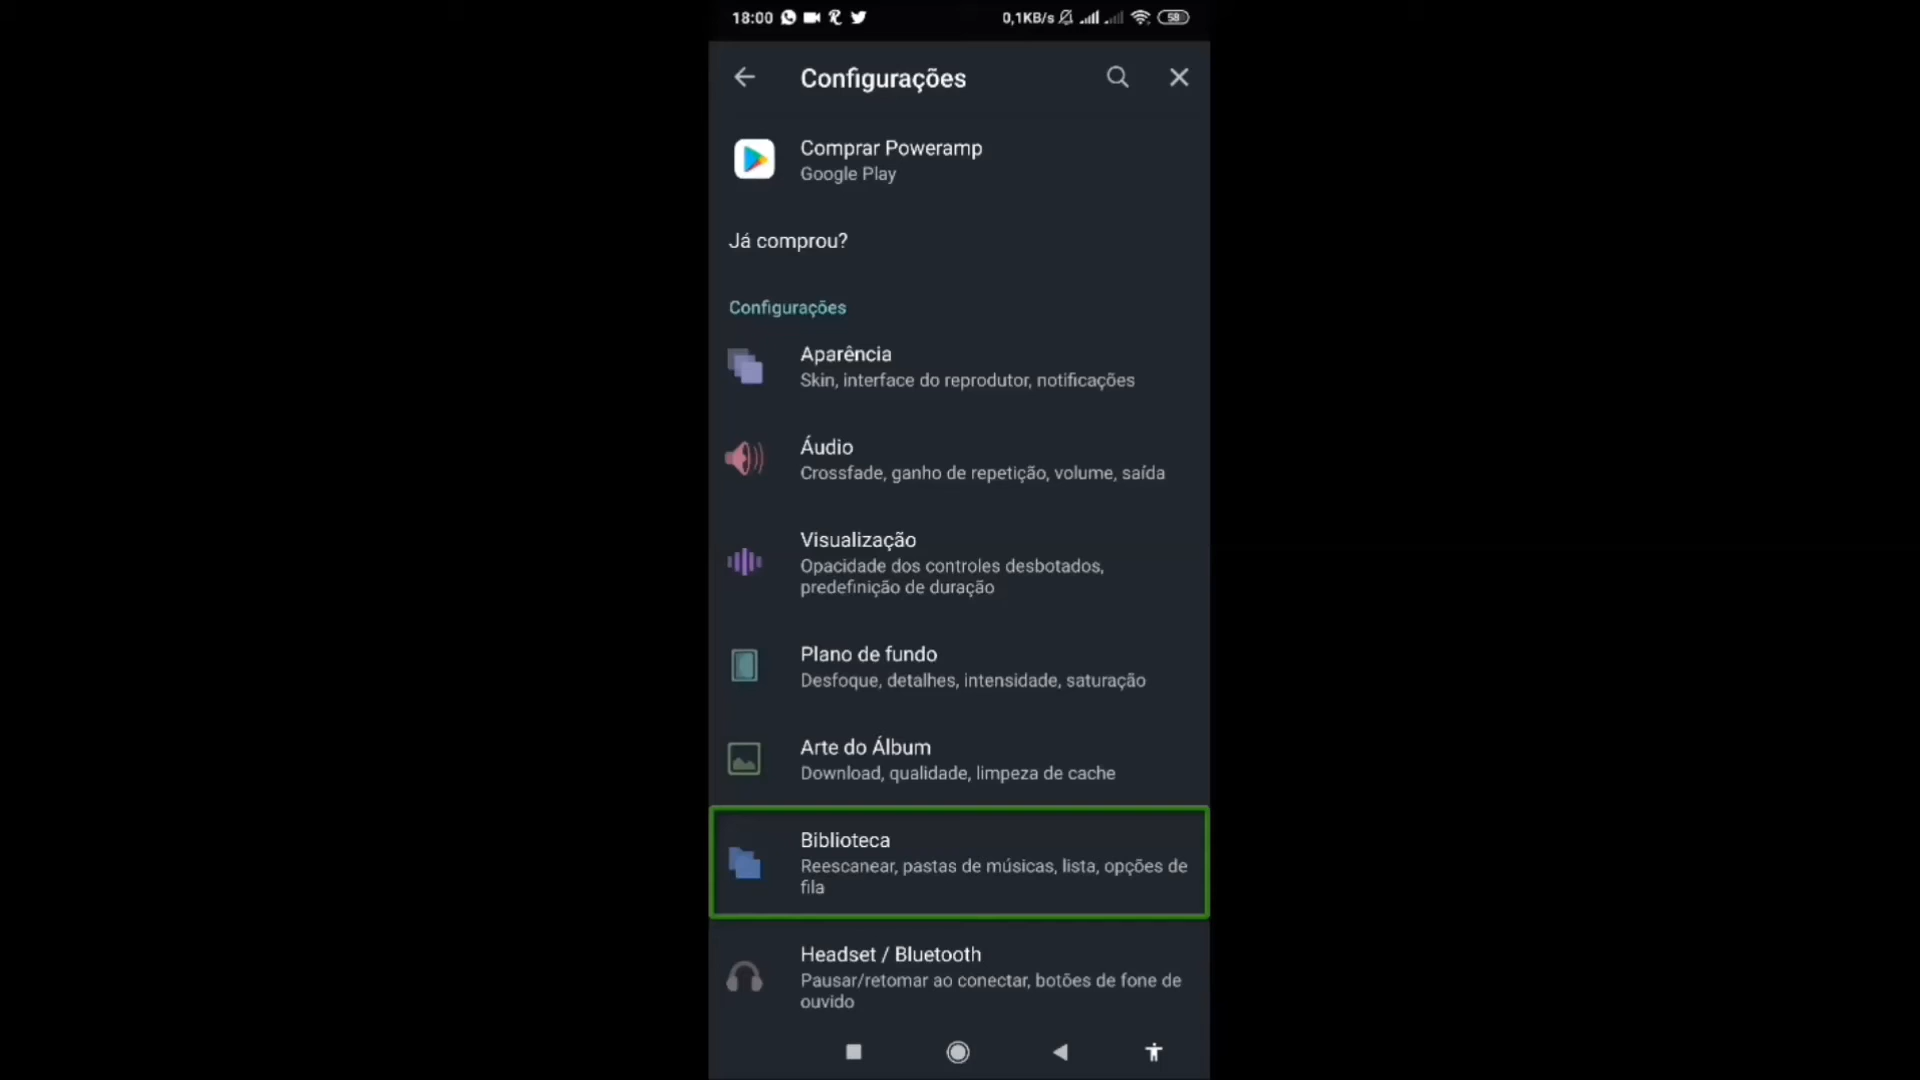 18:00 0,1KB/s 58
Configurações
Comprar Poweramp
Google Play
Já comprou?
Configurações
Aparência
Skin, interface do reprodutor, notificações
Áudio
Crossfade, ganho de repetição, volume, saída
Visualização
Opacidade dos controles desbotados,
predefinição de duração
Plano de fundo
Desfoque, detalhes, intensidade, saturação
Arte do Álbum
Download, qualidade, limpeza de cache
Biblioteca
Reescanear, pastas de músicas, lista, opções de
fila
Headset / Bluetooth
Pausar/retomar ao conectar, botões de fone de
ouvido